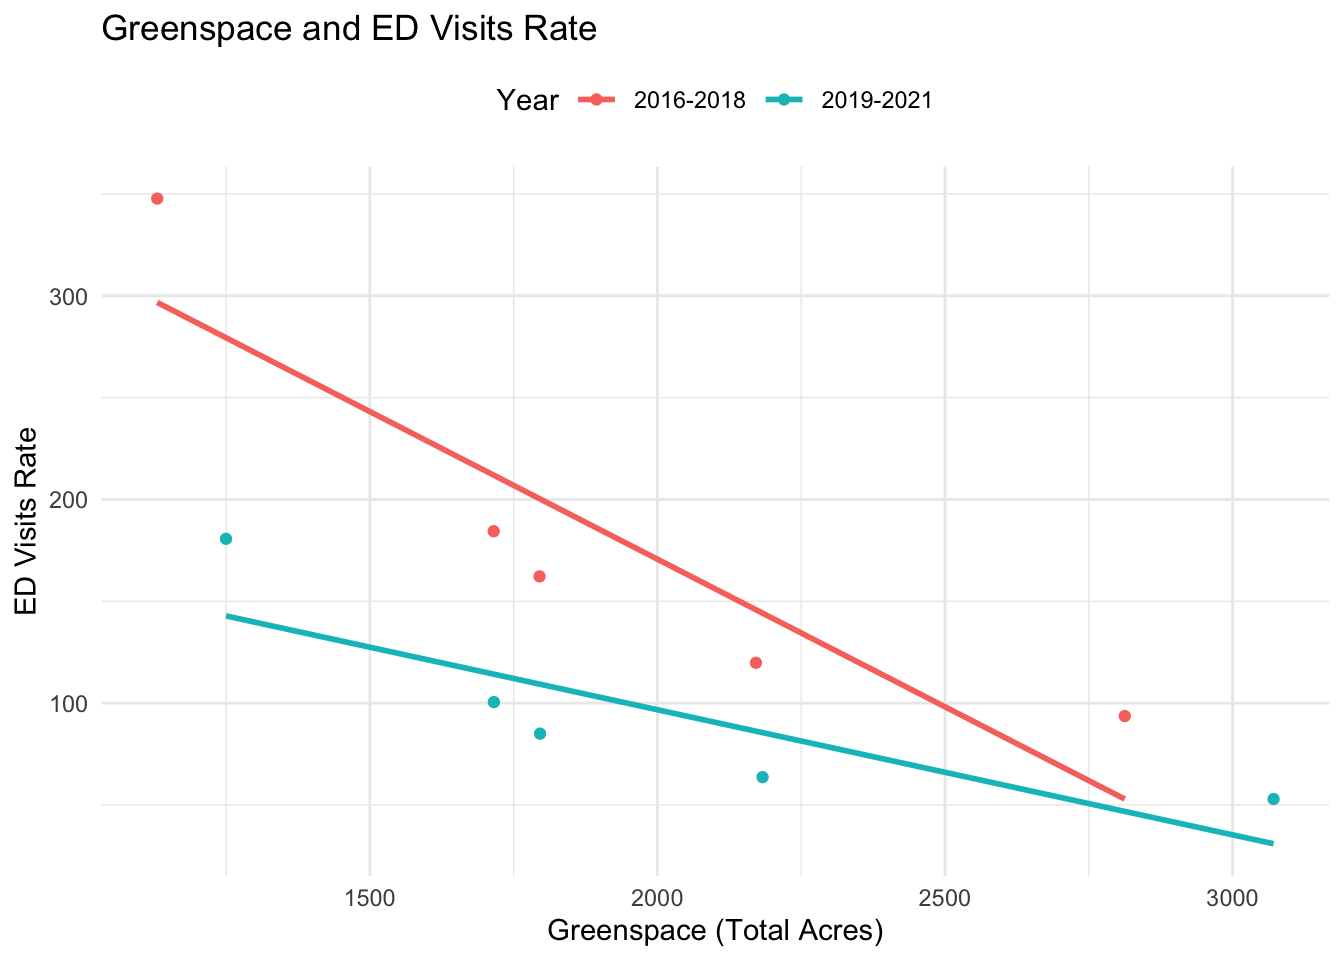 Greenspace and ED Visits Rate
Year 2016-2018 2019-2021
ED Visits Rate
300
200
100
1500 2000 2500 3000
Greenspace (Total Acres)